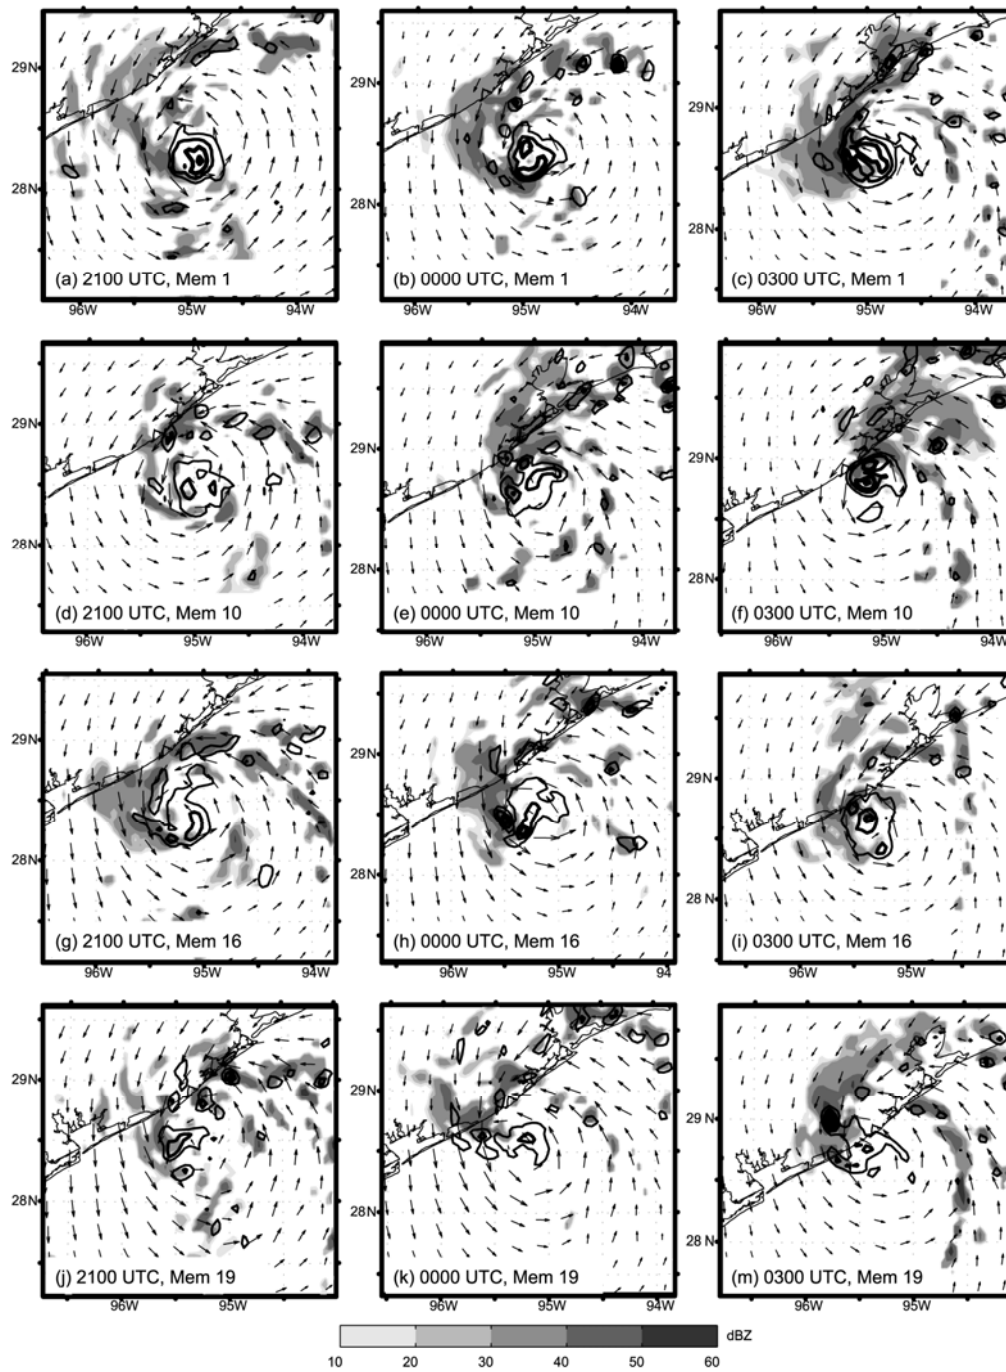 29N
28N
(a) 2100 UTC, Mem 1
96W 95W 94W
29N
28N
(b) 0000 UTC, Mem 1
96W 95W 94W
29N
28N
(c) 0300 UTC, Mem 1
95W 94W
29N
28N
(d) 2100 UTC, Mem 10
96W 95W 94W
29N
28N
(e) 0000 UTC, Mem 10
96W 95W 94W
29N
28N
(f) 0300 UTC, Mem 10
96W 95W 94W
29N
28N
(g) 2100 UTC, Mem 16
96W 95W 94W
29N
28N
(h) 0000 UTC, Mem 16
96W 95W 94
29N
28N
(i) 0300 UTC, Mem 16
96W 95W
29N
28N
(j) 2100 UTC, Mem 19
96W 95W
29N
28N
(k) 0000 UTC, Mem 19
96W 95W
29N
28N
(m) 0300 UTC, Mem 19
96W 95W
dBZ
10 20 30 40 50 60